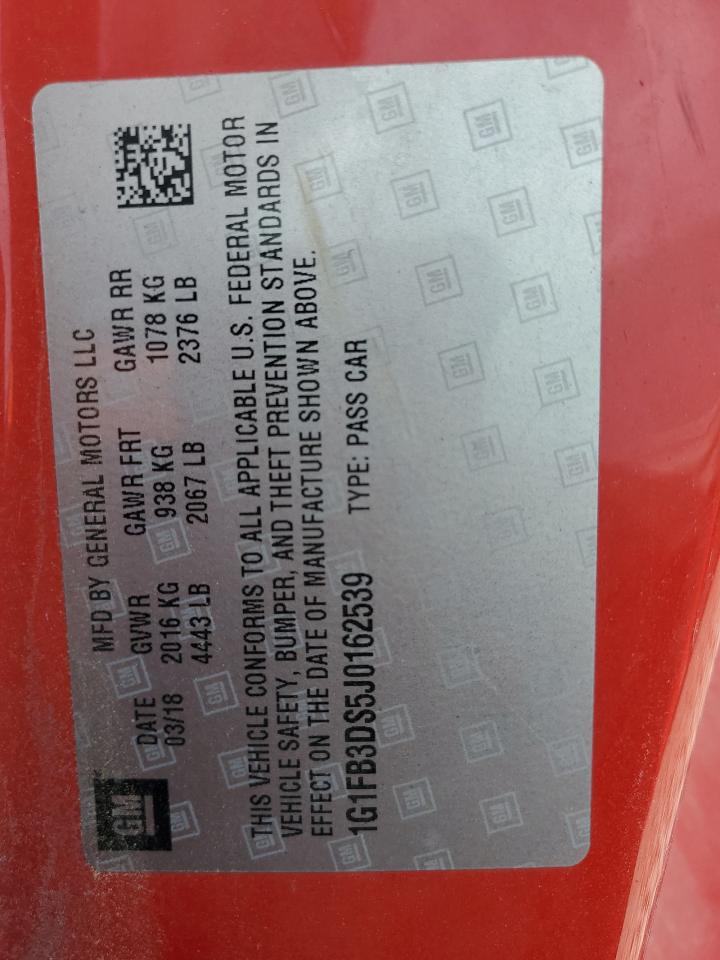 GM
MFD BY GENERAL MOTORS LLC
DATE GVWR GAWR FRT GAWR RR
03/18 2016 KG 938 KG 1078 KG
4443 LB 2067 LB 2376 LB
THIS VEHICLE CONFORMS TO ALL APPLICABLE U.S. FEDERAL MOTOR
VEHICLE SAFETY, BUMPER, AND THEFT PREVENTION STANDARDS IN
EFFECT ON THE DATE OF MANUFACTURE SHOWN ABOVE.
1G1FB3DS5J0162539 TYPE: PASS CAR